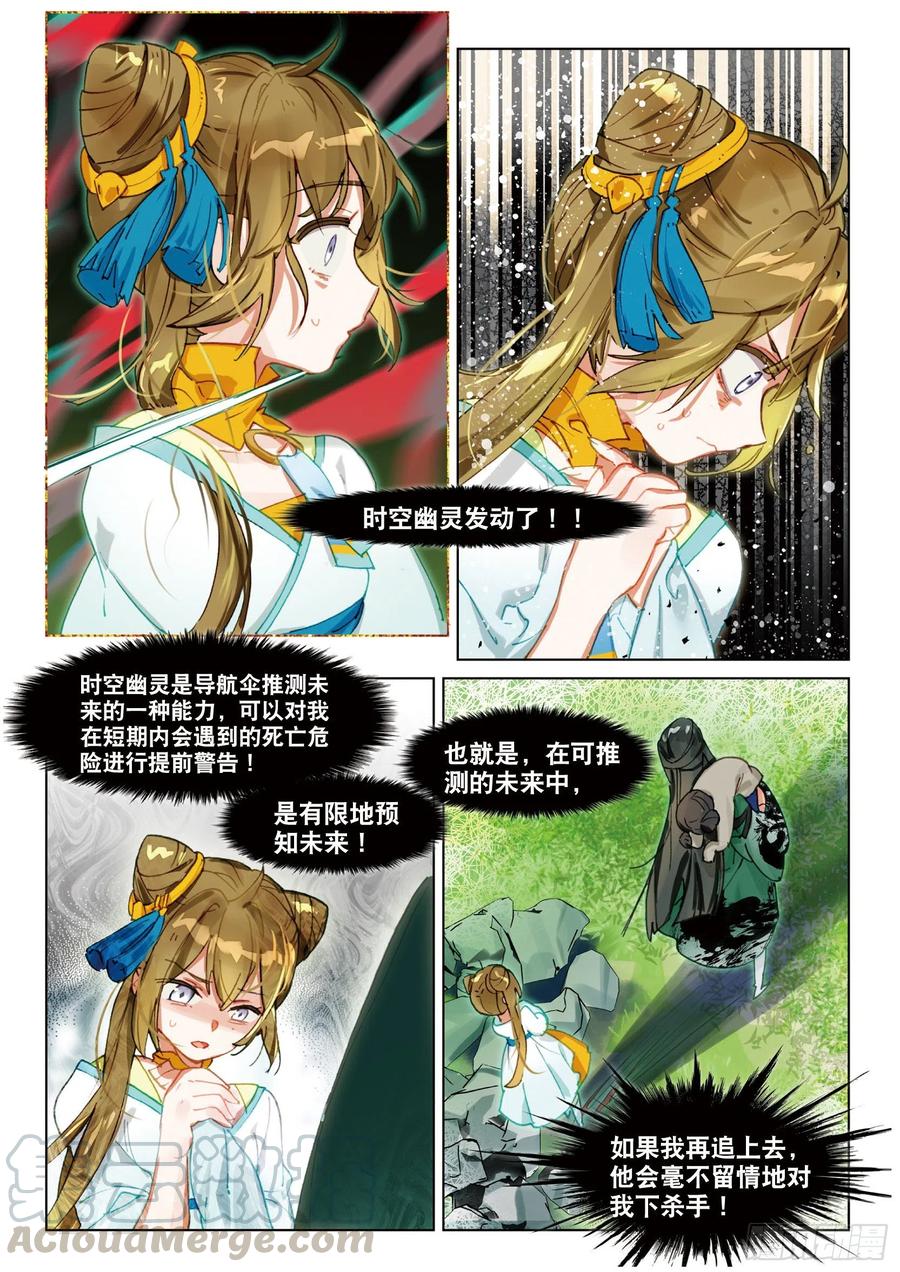 时空幽灵发动了！！
时空幽灵是导航伞推测未
来的一种能力，可以对我
在短期内会遇到的死亡危
险进行提前警告！
是有限地预
知未来！
也就是，在可推
测的未来中，
如果我再追上去，
他会毫不留情地对
我下杀手！
集云数据
AcloudMerge.com